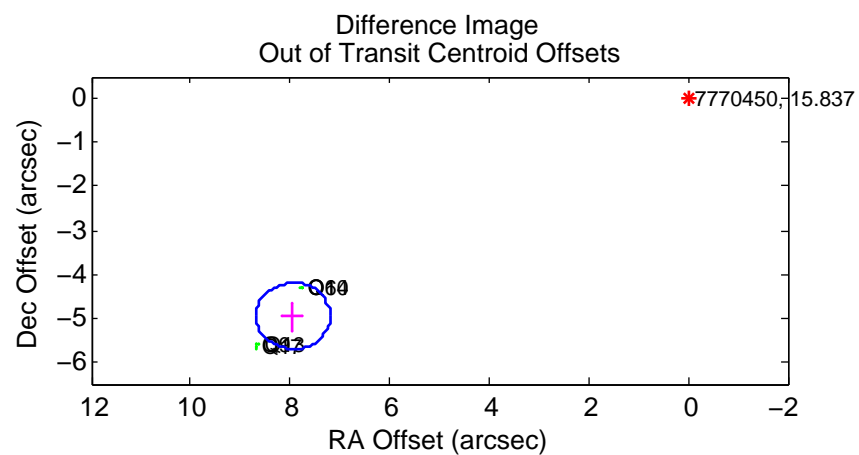 Difference Image
Out of Transit Centroid Offsets
Dec Offset (arcsec)
0
−1
−2
−3
−4
−5
−6
7770450, 15.837
12 10 8 6 4 2 0 −2
RA Offset (arcsec)